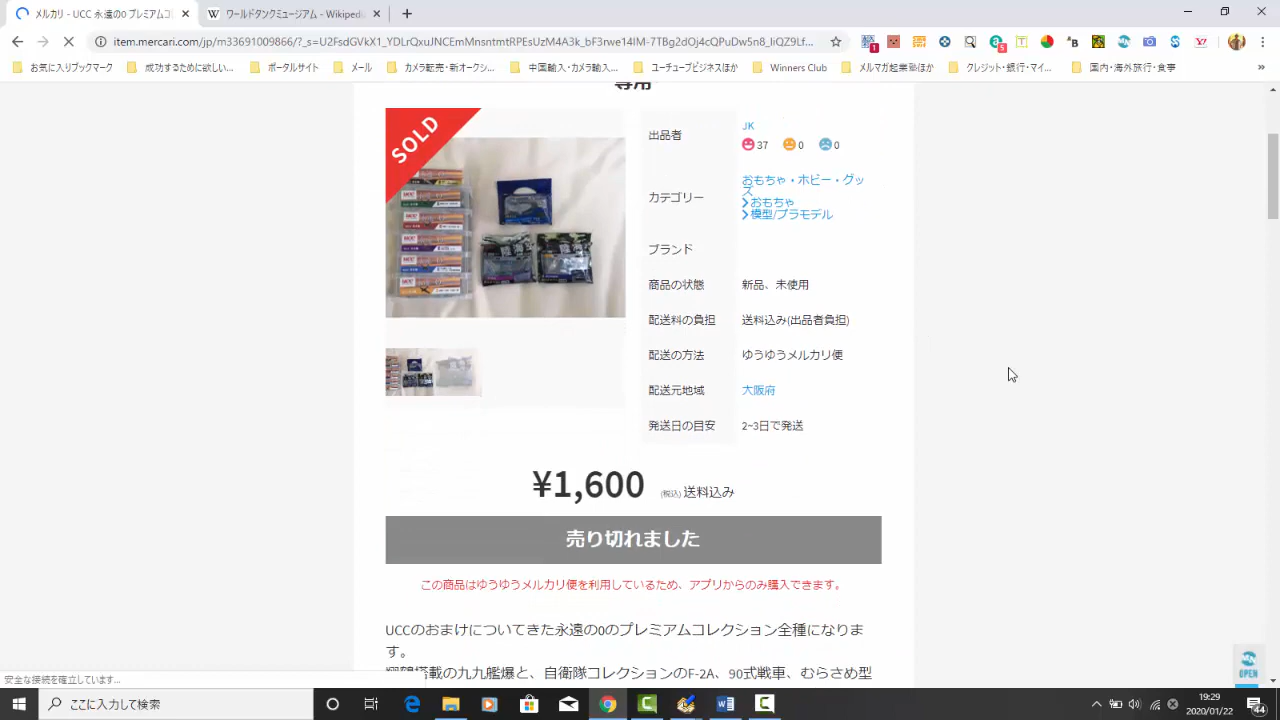 メルカリ - UCC 永遠の0 プレミアムコ
ワールドタンクミュージアム - Wikipedi
お気に入りブックマーク
成功するために欲しい...
ポータルサイト
メール
カメラ転売・新オークシ...
中国輸入・カメラ輸入...
ユーチューブビジネスほか
Winners Club
メルマガ起業塾ほか
クレジット・銀行・マイ...
国内・海外旅行・食事
専用
SOLD
出品者
JK
37
0
0
カテゴリー
おもちゃ・ホビー・グッ
ズ
おもちゃ
模型/プラモデル
ブランド
商品の状態
新品、未使用
配送料の負担
送料込み(出品者負担)
配送の方法
ゆうゆうメルカリ便
配送元地域
大阪府
発送日の目安
2~3日で発送
¥1,600
(税込)
送料込み
売り切れました
この商品はゆうゆうメルカリ便を利用しているため、アプリからのみ購入できます。
UCCのおまけについてきた永遠の0のプレミアムコレクション全種になりま
す。
翔鶴搭載の九九艦爆と、自衛隊コレクションのF-2A、90式戦車、むらさめ型
OPEN
安全な接続を確立しています...
ここに入力して検索
19:29
2020/01/22
44